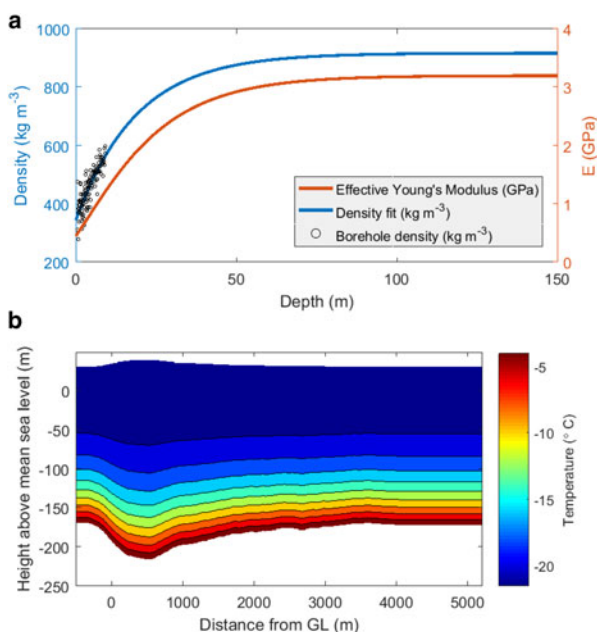 a
1000
800
600
400
200
Density (kg m⁻³)
4
3
2
1
0
E (GPa)
Effective Young's Modulus (GPa)
Density fit (kg m⁻³)
Borehole density (kg m⁻³)
0 50 100 150
Depth (m)
b
0
-50
-100
-150
-200
-250
Height above mean sea level (m)
0 1000 2000 3000 4000 5000
Distance from GL (m)
-5
-10
-15
-20
Temperature (° C)